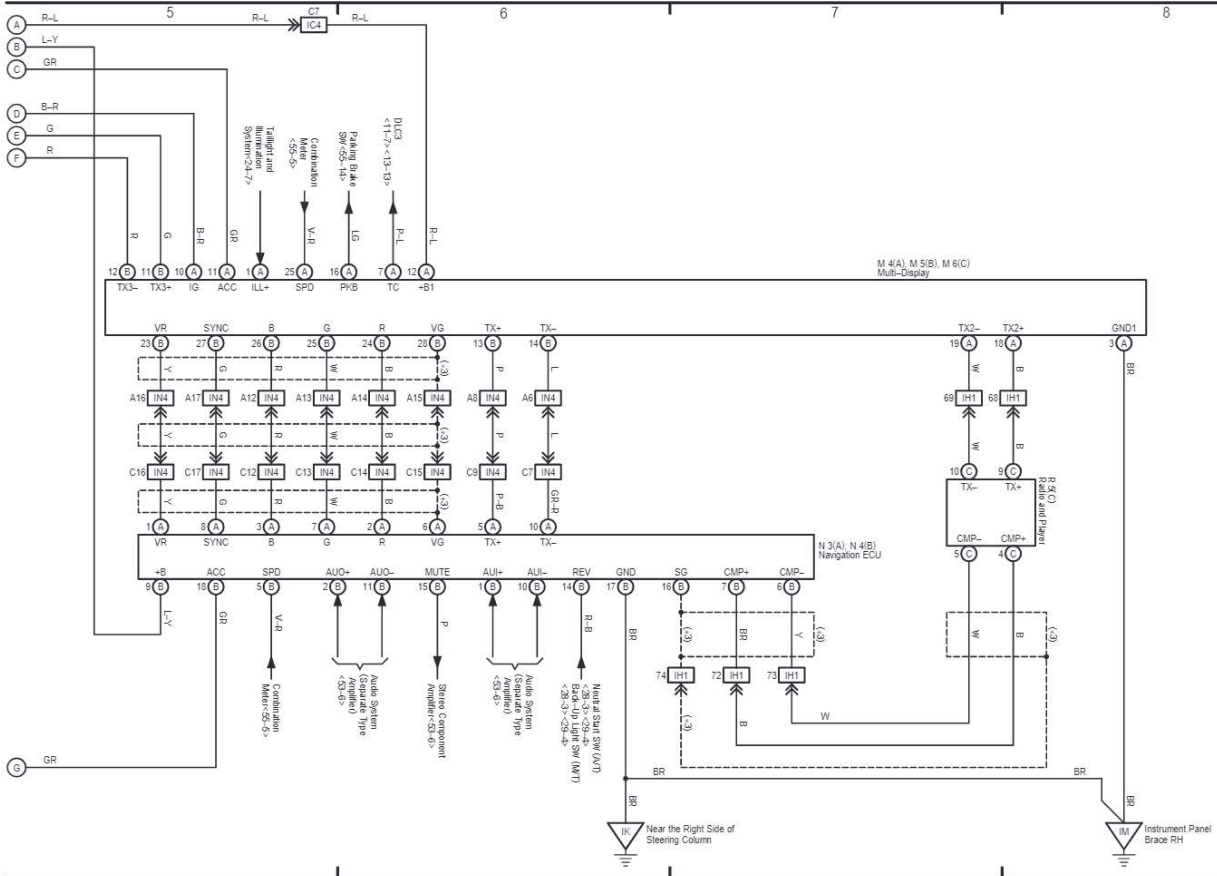 5 6 7 8
A R–L R–L C7 IC4 R–L
B L–Y
C GR
D B–R
E G
F R
Taillight and
Illumination
System<24–7>
Combination
Meter
<55–5>
Parking Brake
SW<55–14>
DLC3
<11–7><13–13>
R G B–R GR V–R LG P–L R–L
M 4(A), M 5(B), M 6(C)
Multi–Display
12 B 11 B 10 A 11 A 1 A 25 A 16 A 7 A 12 A
TX3– TX3+ IG ACC ILL+ SPD PKB TC +B1
VR SYNC B G R VG TX+ TX– TX2– TX2+ GND1
23 B 27 B 26 B 25 B 24 B 28 B 13 B 14 B 19 A 18 A 3 A
Y G R W B (*3) P L W B BR
A16 IN4 A17 IN4 A12 IN4 A13 IN4 A14 IN4 A15 IN4 A8 IN4 A6 IN4 69 IH1 68 IH1
Y G R W B (*3) P L W B
C16 IN4 C17 IN4 C12 IN4 C13 IN4 C14 IN4 C15 IN4 C9 IN4 C7 IN4
10 C 9 C
TX– TX+
R 5(C)
Radio and Player
CMP– CMP+
5 C 4 C
Y G R W B (*3) P–B GR–R
1 A 8 A 3 A 7 A 2 A 6 A 5 A 10 A
VR SYNC B G R VG TX+ TX–
N 3(A), N 4(B)
Navigation ECU
+B ACC SPD AUO+ AUO– MUTE AUI+ AUI– REV GND SG CMP+ CMP–
9 B 18 B 5 B 2 B 11 B 15 B 1 B 10 B 14 B 17 B 16 B 7 B 6 B
L–Y GR V–R P R–B BR (*3) BR Y (*3) W B (*3)
74 IH1 72 IH1 73 IH1
(*3) B W
Combination
Meter<55–5>
Audio System
(Separate Type
Amplifier)
<53–6>
Stereo Component
Amplifier<53–6>
Audio System
(Separate Type
Amplifier)
<53–6>
Neutral Start SW (A/T)
<28–3><29–4>
Back–Up Light SW (M/T)
<28–3><29–4>
G GR
BR BR
BR BR
IK Near the Right Side of
Steering Column
IM Instrument Panel
Brace RH